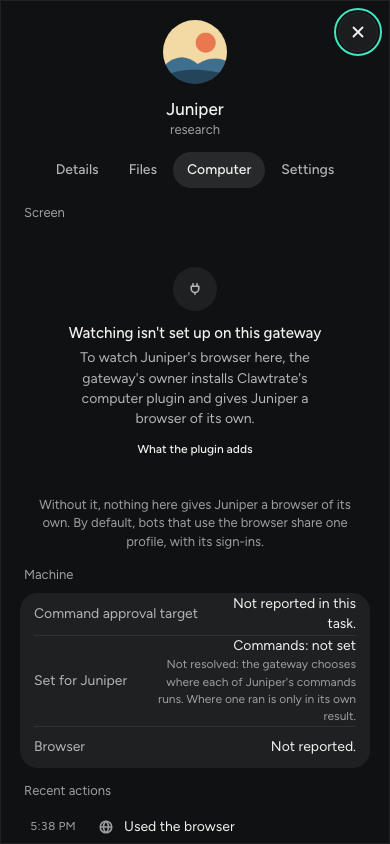 Juniper
research
Details Files Computer Settings
Screen
Watching isn't set up on this gateway
To watch Juniper's browser here, the
gateway's owner installs Clawtrate's
computer plugin and gives Juniper a
browser of its own.
What the plugin adds
Without it, nothing here gives Juniper a browser of its
own. By default, bots that use the browser share one
profile, with its sign-ins.
Machine
Command approval target Not reported in this
task.
Commands: not set
Set for Juniper
Not resolved: the gateway chooses
where each of Juniper's commands
runs. Where one ran is only in its own
result.
Browser Not reported.
Recent actions
5:38 PM Used the browser